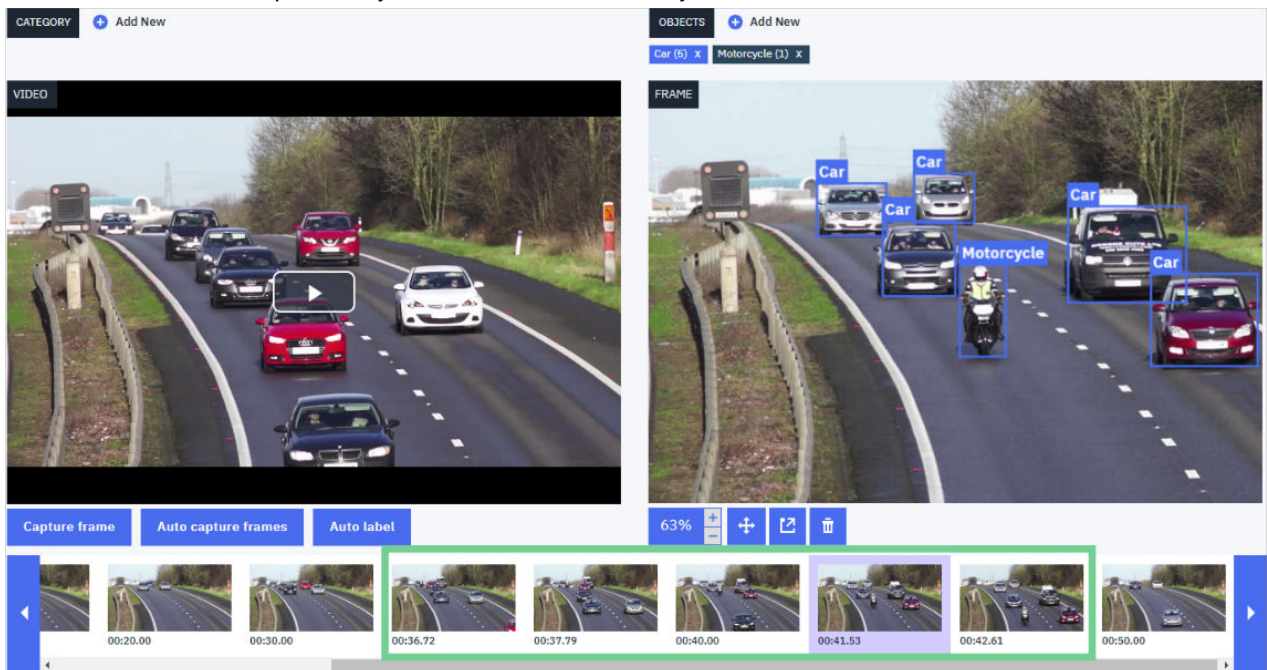 CATEGORY
Add New
OBJECTS
Add New
Car (5) X
Motorcycle (1) X
VIDEO
FRAME
Car
Car
Car
Car
Motorcycle
Car
Capture frame
Auto capture frames
Auto label
63%
00:20.00
00:30.00
00:36.72
00:37.79
00:40.00
00:41.53
00:42.61
00:50.00